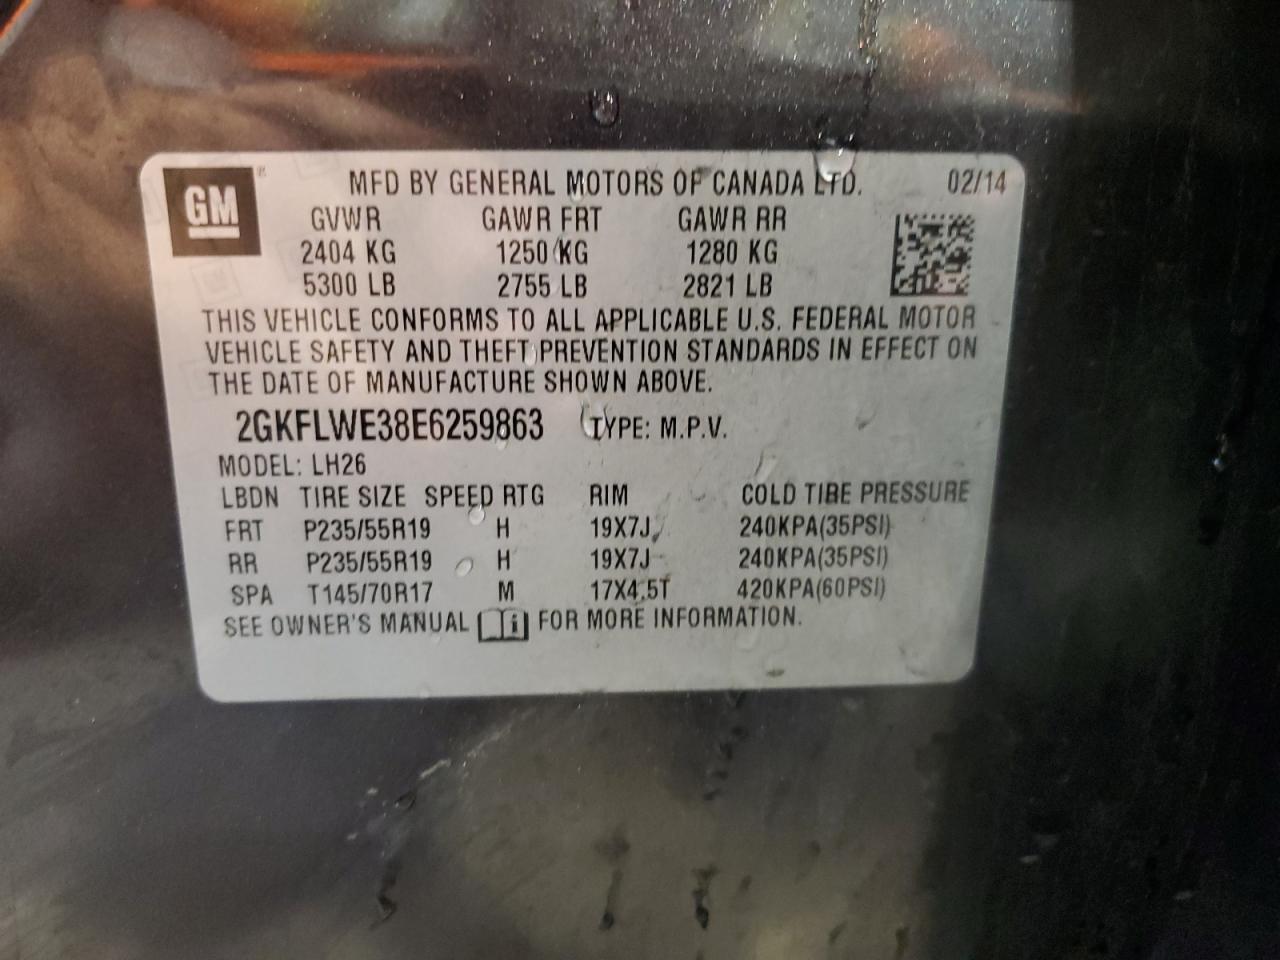 GM® MFD BY GENERAL MOTORS OF CANADA LTD. 02/14
GVWR GAWR FRT GAWR RR
2404 KG 1250 KG 1280 KG
5300 LB 2755 LB 2821 LB
THIS VEHICLE CONFORMS TO ALL APPLICABLE U.S. FEDERAL MOTOR
VEHICLE SAFETY AND THEFT PREVENTION STANDARDS IN EFFECT ON
THE DATE OF MANUFACTURE SHOWN ABOVE.
2GKFLWE38E6259863 TYPE: M.P.V.
MODEL: LH26
LBDN TIRE SIZE SPEED RTG RIM COLD TIRE PRESSURE
FRT P235/55R19 H 19X7J 240KPA(35PSI)
RR P235/55R19 H 19X7J 240KPA(35PSI)
SPA T145/70R17 M 17X4.5T 420KPA(60PSI)
SEE OWNER'S MANUAL i FOR MORE INFORMATION.